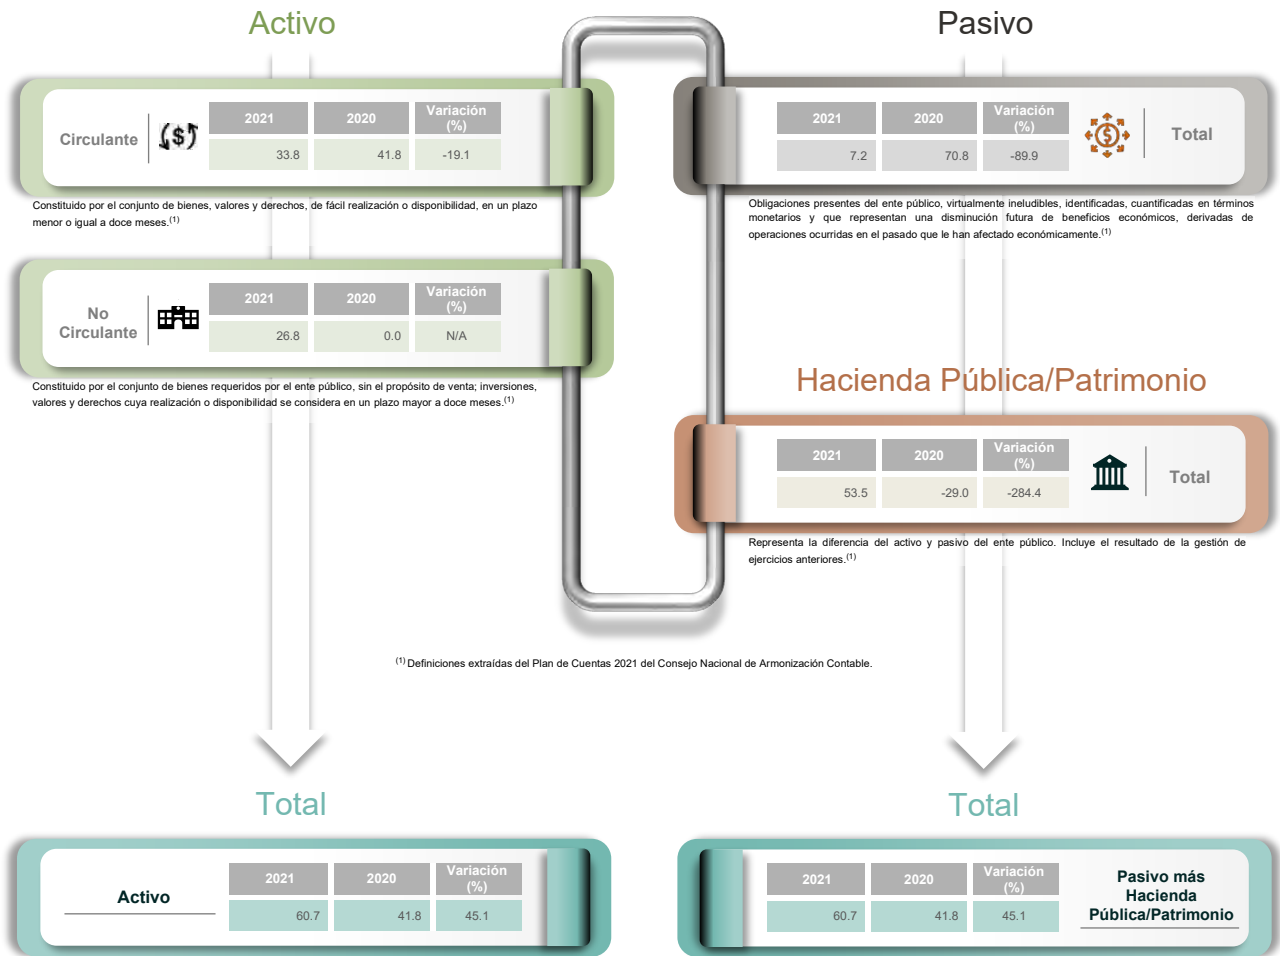 Activo
Circulante
2021 2020 Variación (%)
33.8 41.8 -19.1
Constituido por el conjunto de bienes, valores y derechos, de fácil realización o disponibilidad, en un plazo
menor o igual a doce meses.(1)
No
Circulante
2021 2020 Variación (%)
26.8 0.0 N/A
Constituido por el conjunto de bienes requeridos por el ente público, sin el propósito de venta; inversiones,
valores y derechos cuya realización o disponibilidad se considera en un plazo mayor a doce meses.(1)
Pasivo
2021 2020 Variación (%)
7.2 70.8 -89.9
Total
Obligaciones presentes del ente público, virtualmente ineludibles, identificadas, cuantificadas en términos
monetarios y que representan una disminución futura de beneficios económicos, derivadas de
operaciones ocurridas en el pasado que le han afectado económicamente.(1)
Hacienda Pública/Patrimonio
2021 2020 Variación (%)
53.5 -29.0 -284.4
Total
Representa la diferencia del activo y pasivo del ente público. Incluye el resultado de la gestión de
ejercicios anteriores.(1)
(1) Definiciones extraídas del Plan de Cuentas 2021 del Consejo Nacional de Armonización Contable.
Total
Activo
2021 2020 Variación (%)
60.7 41.8 45.1
Total
2021 2020 Variación (%)
60.7 41.8 45.1
Pasivo más
Hacienda
Pública/Patrimonio